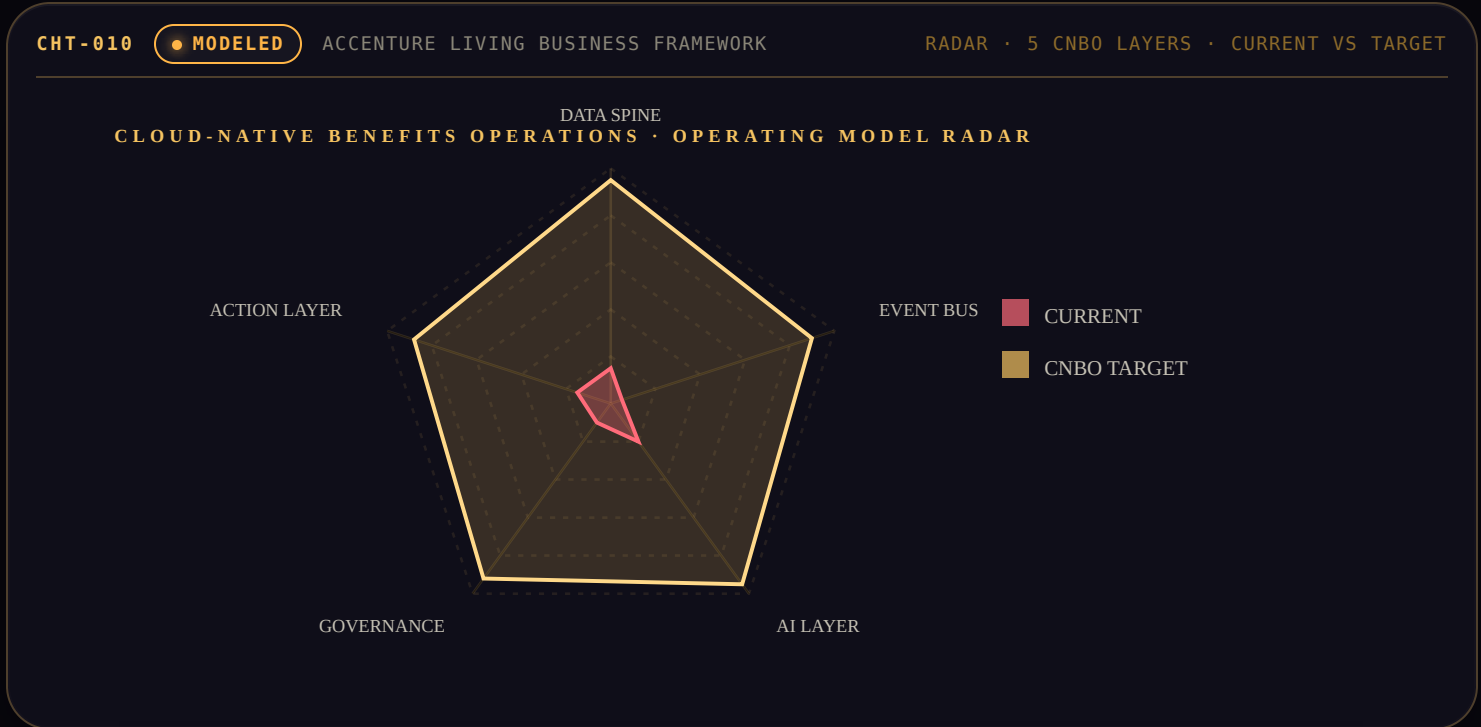 CHT-010 MODELED ACCENTURE LIVING BUSINESS FRAMEWORK RADAR · 5 CNBO LAYERS · CURRENT VS TARGET
DATA SPINE
CLOUD-NATIVE BENEFITS OPERATIONS · OPERATING MODEL RADAR
ACTION LAYER
EVENT BUS
CURRENT
CNBO TARGET
GOVERNANCE
AI LAYER